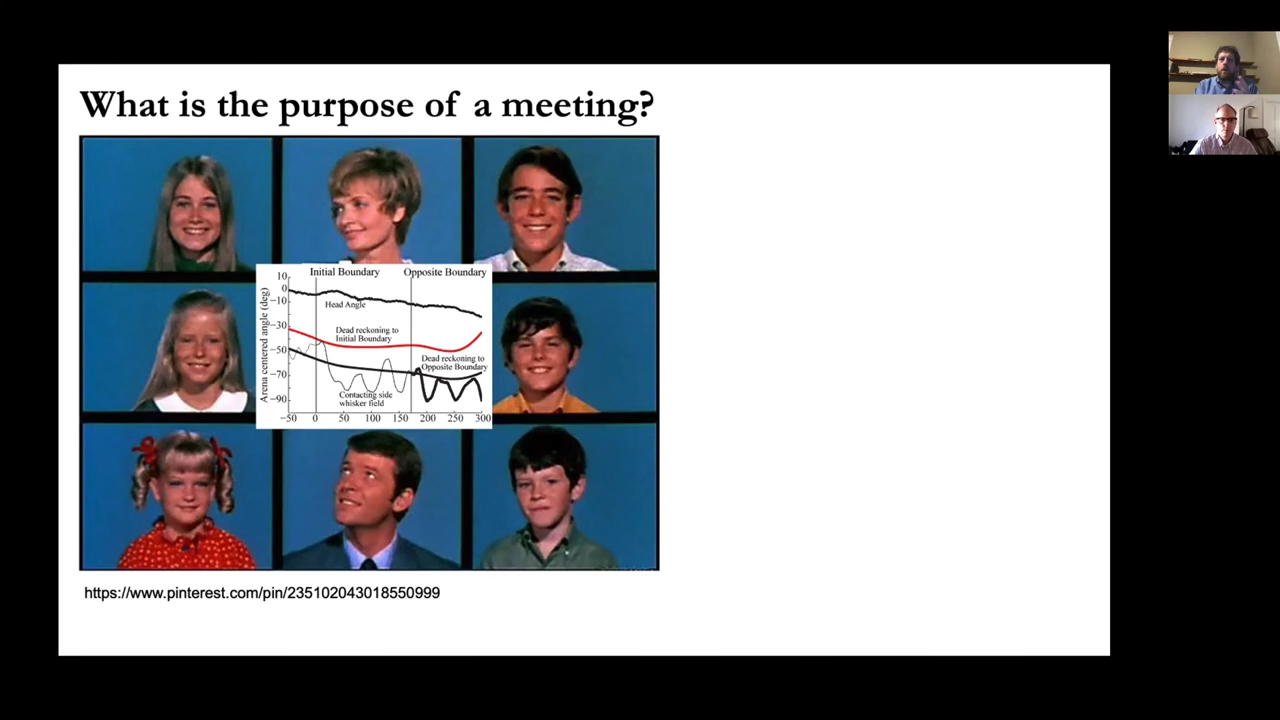 What is the purpose of a meeting?
Initial Boundary
Opposite Boundary
Arena centered angle (deg)
10
0
−10
−30
−50
−70
−90
Head Angle
Dead reckoning to
Initial Boundary
Dead reckoning to
Opposite Boundary
Contacting side
whisker field
−50
0
50
100
150
200
250
300
https://www.pinterest.com/pin/235102043018550999